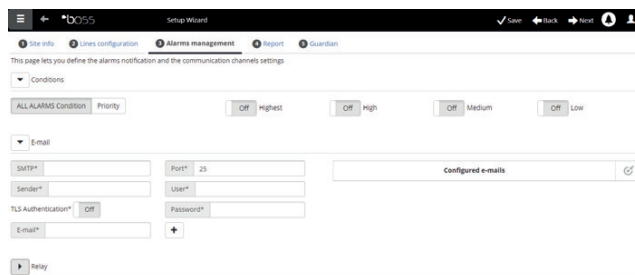 boss Setup Wizard Save Back Next
1 Site info 2 Lines configuration 3 Alarms management 4 Report 5 Guardian
This page lets you define the alarms notification and the communication channels settings
Conditions
ALL ALARMS Condition Priority Off Highest Off High Off Medium Off Low
E-mail
SMTP* Port* 25 Configured e-mails
Sender* User*
TLS Authentication* Off Password*
E-mail* +
Relay